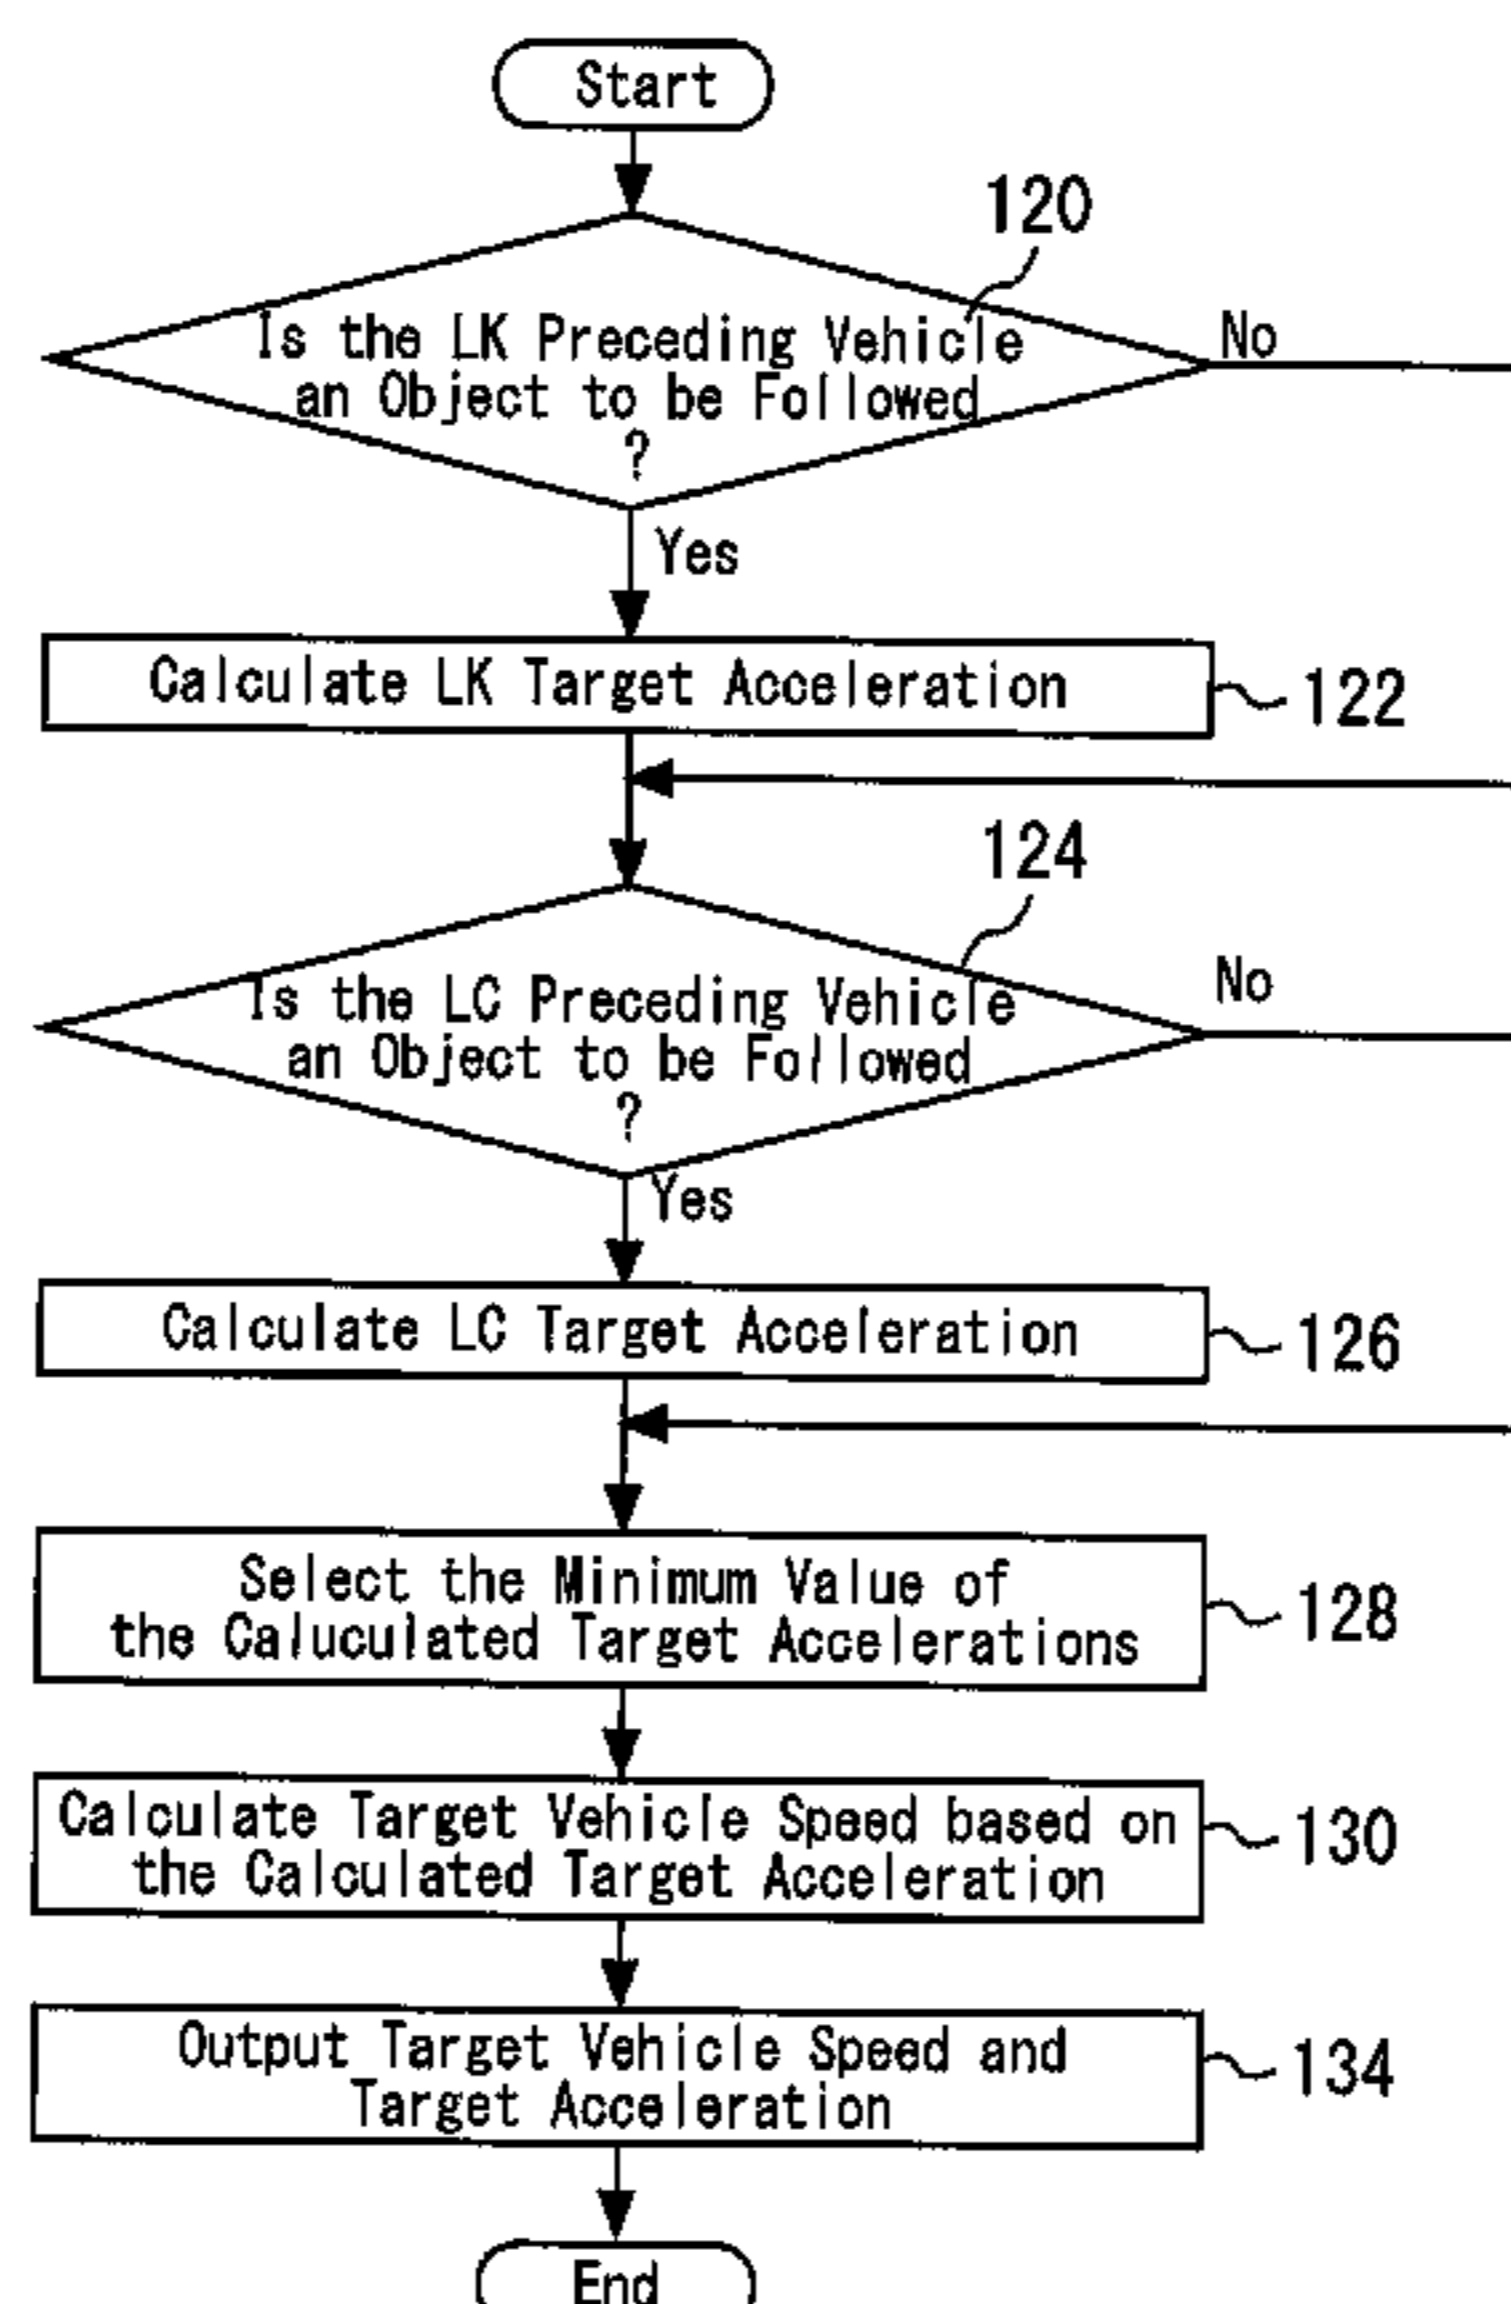 Start
120
Is the LK Preceding Vehicle
an Object to be Followed
?
No
Yes
Calculate LK Target Acceleration
122
124
Is the LC Preceding Vehicle
an Object to be Followed
?
No
Yes
Calculate LC Target Acceleration
126
Select the Minimum Value of
the Caluculated Target Accelerations
128
Calculate Target Vehicle Speed based on
the Calculated Target Acceleration
130
Output Target Vehicle Speed and
Target Acceleration
134
End